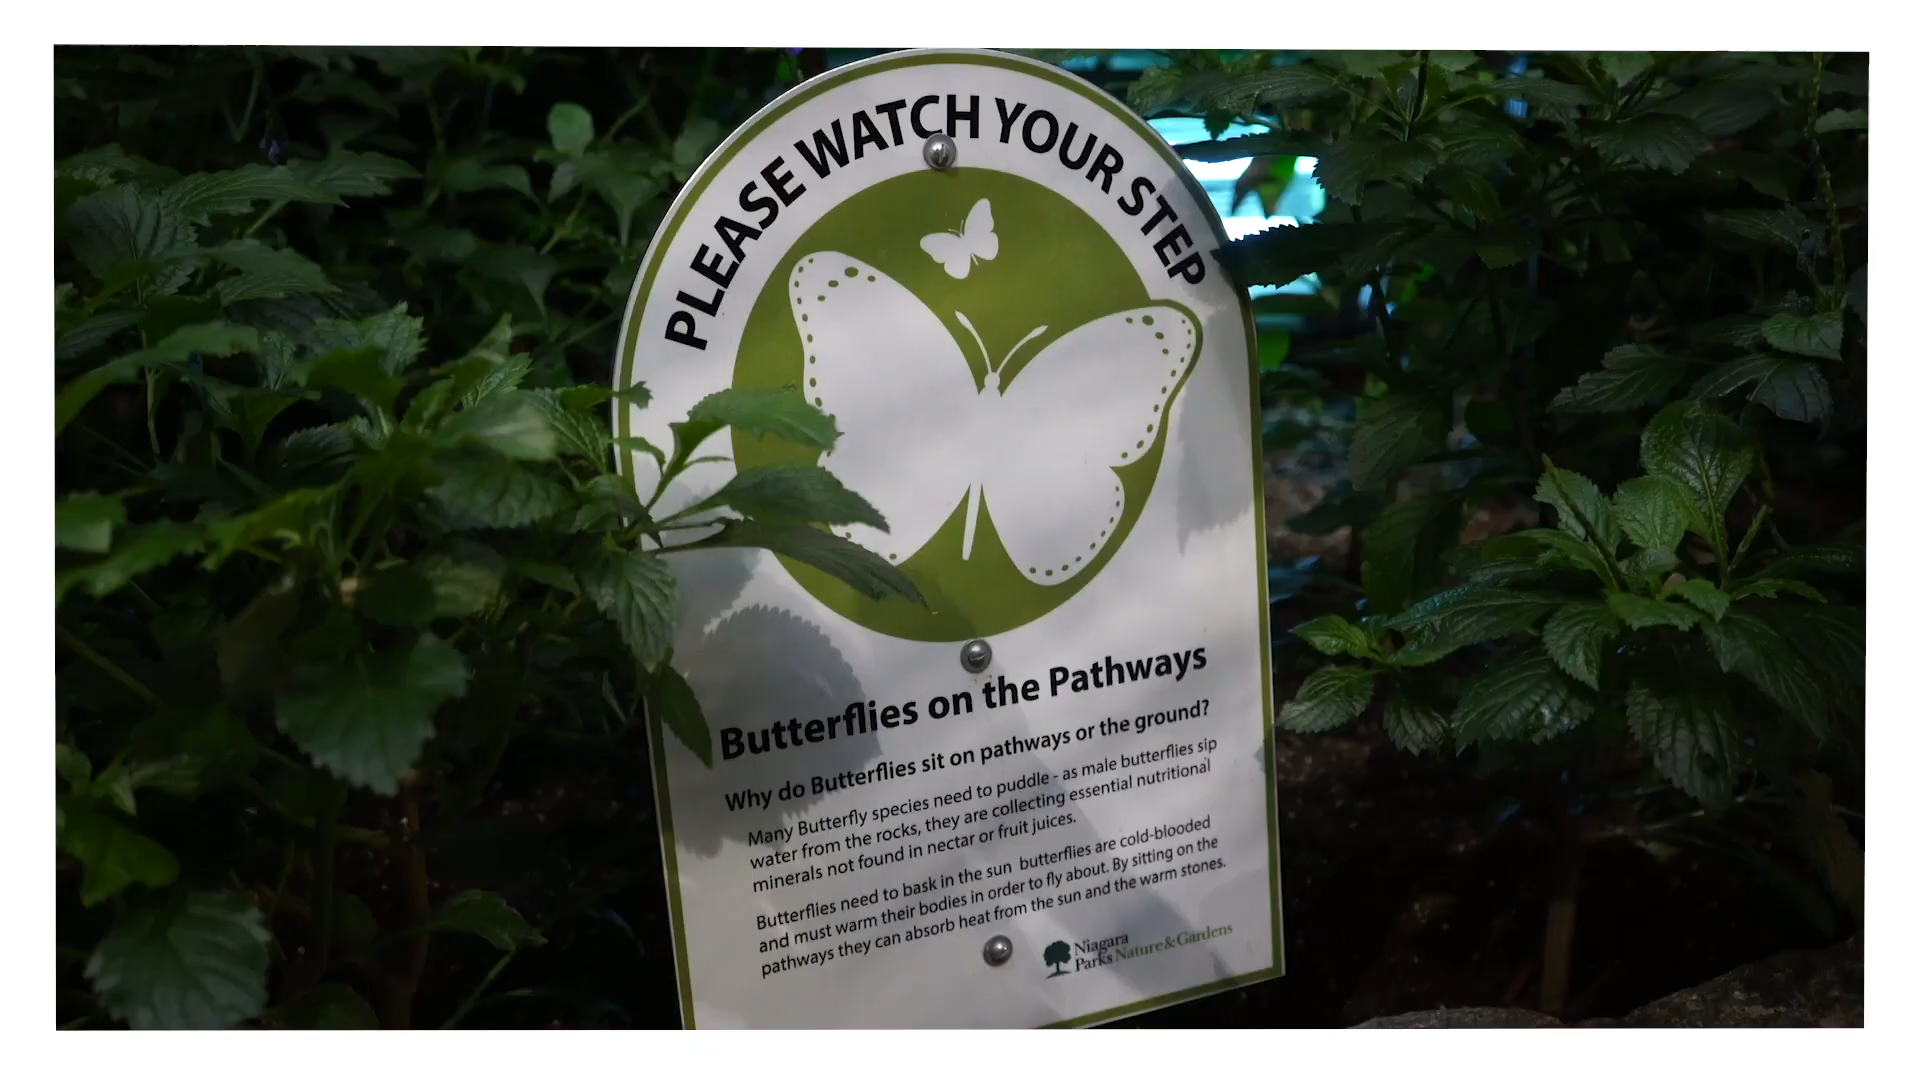 PLEASE WATCH YOUR STEP
Butterflies on the Pathways
Why do Butterflies sit on pathways or the ground?
Many Butterfly species need to puddle - as male butterflies sip
water from the rocks, they are collecting essential nutritional
minerals not found in nectar or fruit juices.
Butterflies need to bask in the sun butterflies are cold-blooded
and must warm their bodies in order to fly about. By sitting on the
pathways they can absorb heat from the sun and the warm stones.
Niagara
Parks Nature & Gardens